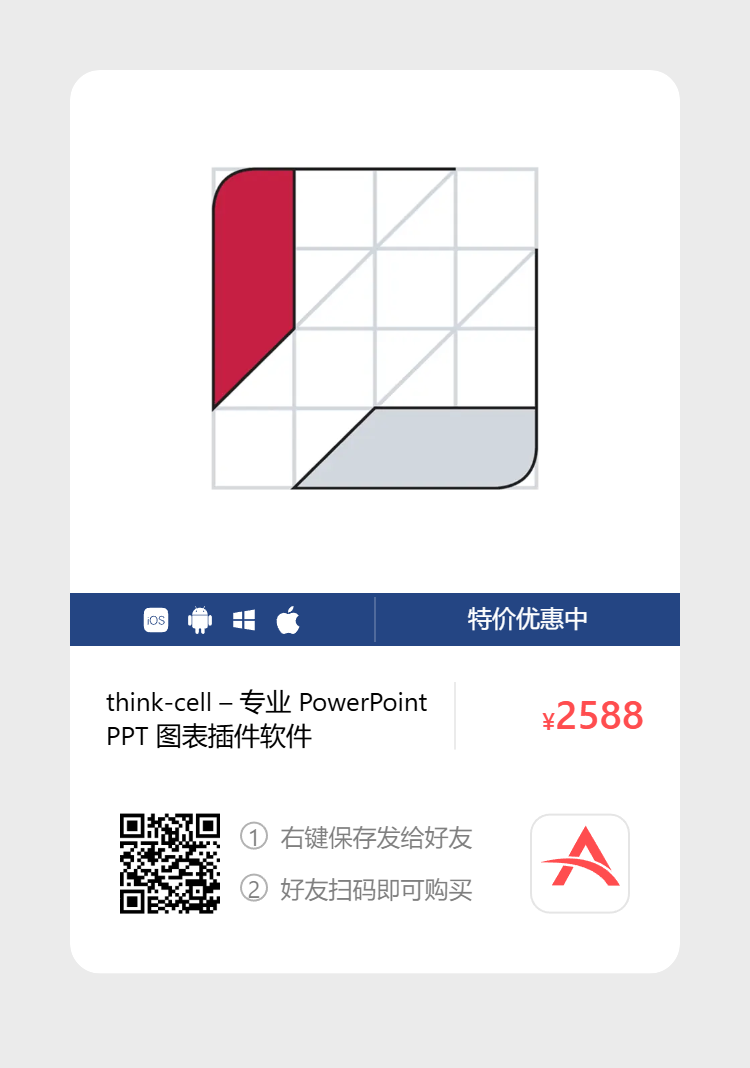 iOS
特价优惠中
think-cell – 专业 PowerPoint
PPT 图表插件软件
¥2588
① 右键保存发给好友
② 好友扫码即可购买